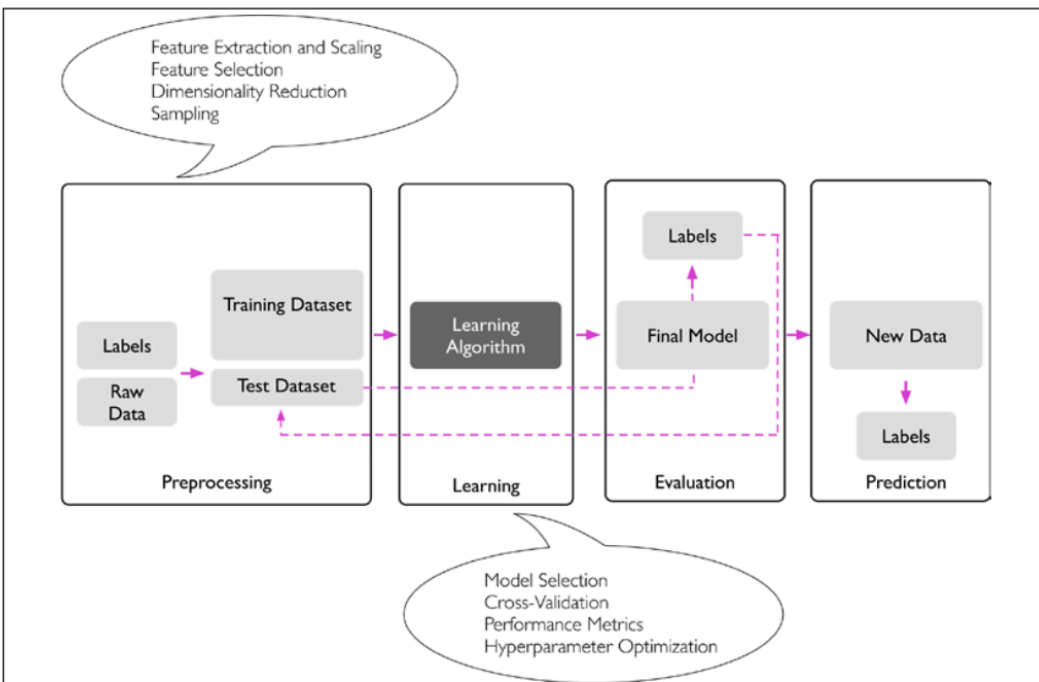 Feature Extraction and Scaling
Feature Selection
Dimensionality Reduction
Sampling
Labels
Raw
Data
Training Dataset
Test Dataset
Preprocessing
Learning
Algorithm
Learning
Labels
Final Model
Evaluation
New Data
Labels
Prediction
Model Selection
Cross-Validation
Performance Metrics
Hyperparameter Optimization